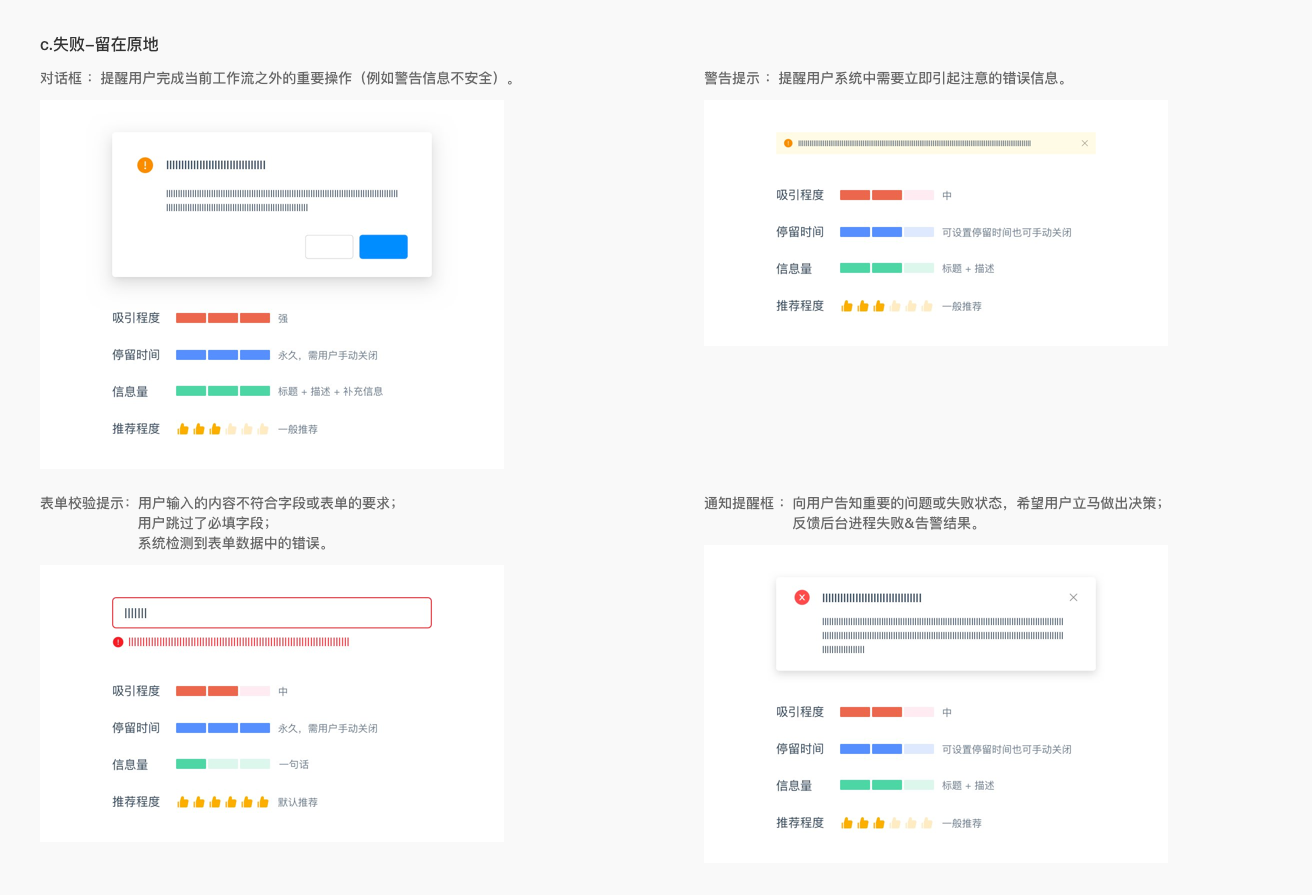 c.失败–留在原地
对话框 ： 提醒用户完成当前工作流之外的重要操作（例如警告信息不安全）。
吸引程度 强
停留时间 永久，需用户手动关闭
信息量 标题 + 描述 + 补充信息
推荐程度 一般推荐
警告提示 ： 提醒用户系统中需要立即引起注意的错误信息。
吸引程度 中
停留时间 可设置停留时间也可手动关闭
信息量 标题 + 描述
推荐程度 一般推荐
表单校验提示： 用户输入的内容不符合字段或表单的要求；
用户跳过了必填字段；
系统检测到表单数据中的错误。
吸引程度 中
停留时间 永久，需用户手动关闭
信息量 一句话
推荐程度 默认推荐
通知提醒框 ： 向用户告知重要的问题或失败状态，希望用户立马做出决策；
反馈后台进程失败&告警结果。
吸引程度 中
停留时间 可设置停留时间也可手动关闭
信息量 标题 + 描述
推荐程度 一般推荐